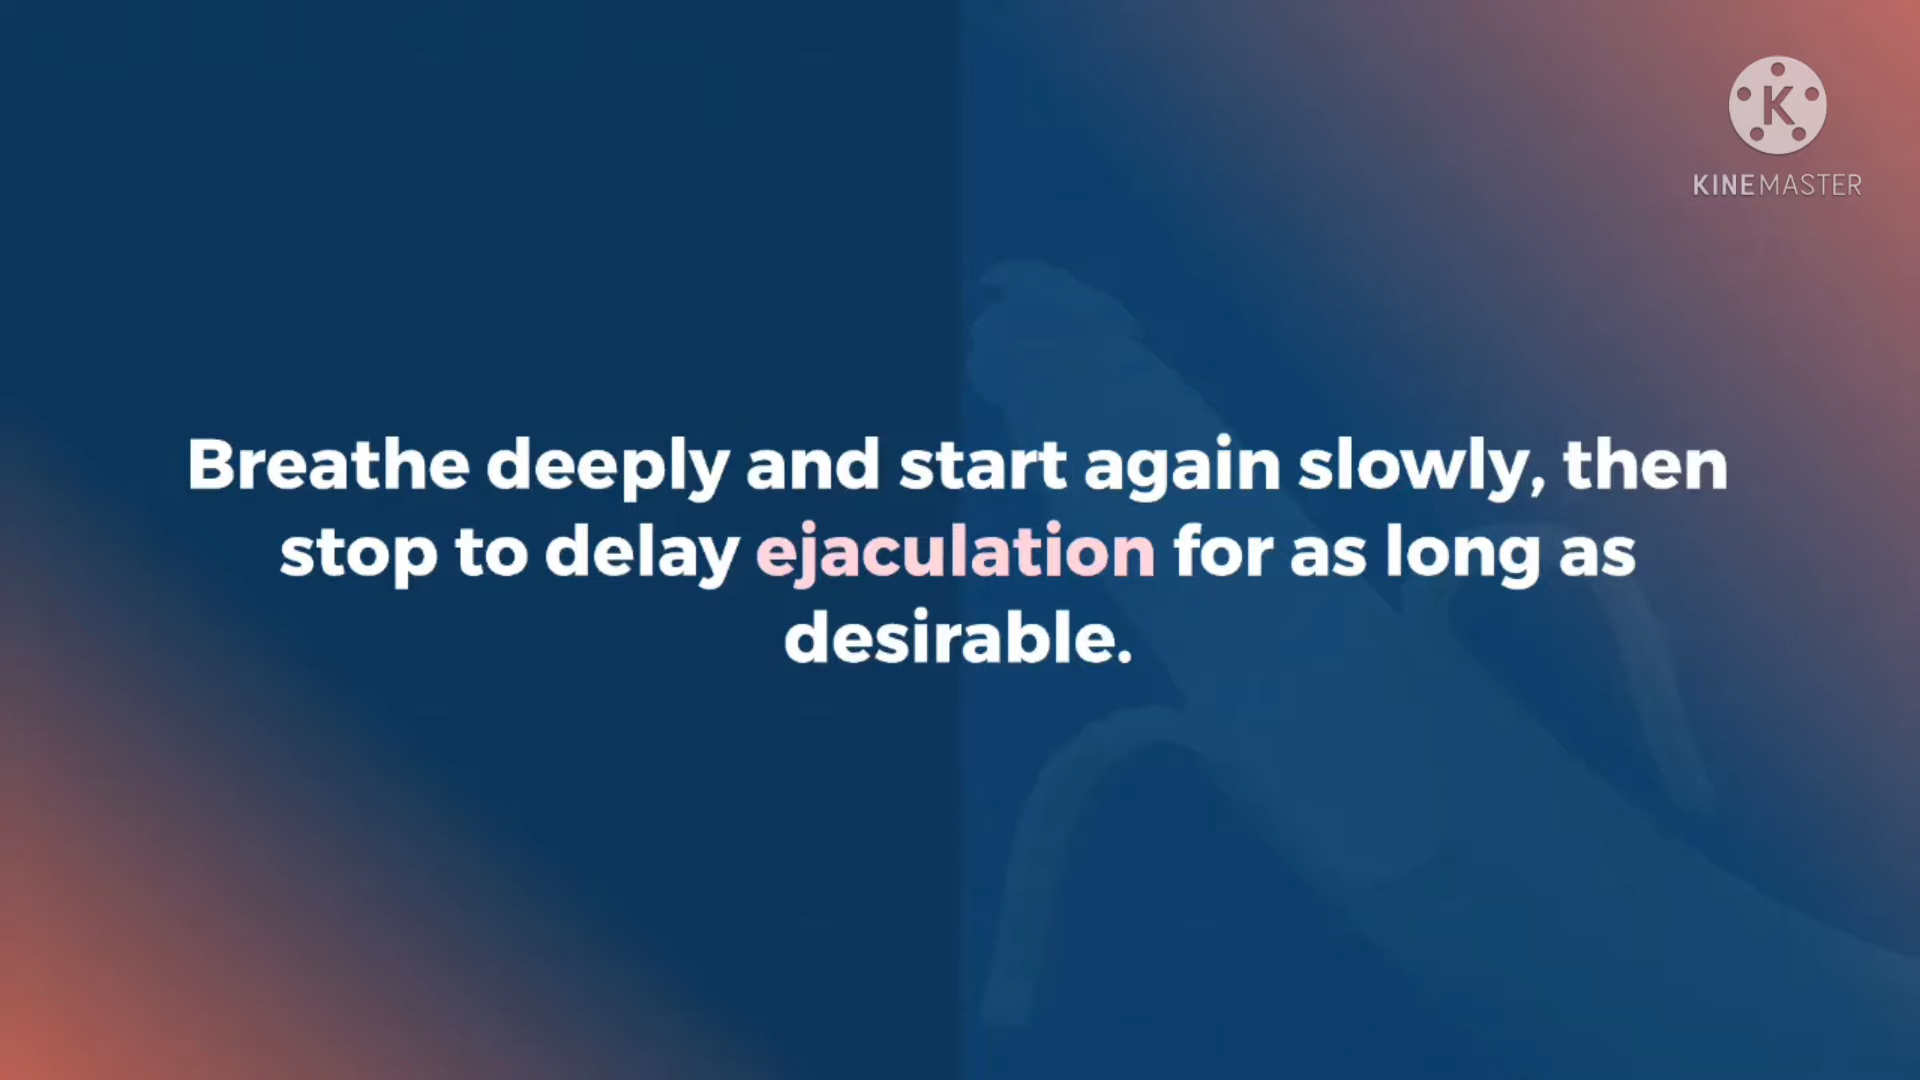 K
KINEMASTER
Breathe deeply and start again slowly, then
stop to delay ejaculation for as long as
desirable.